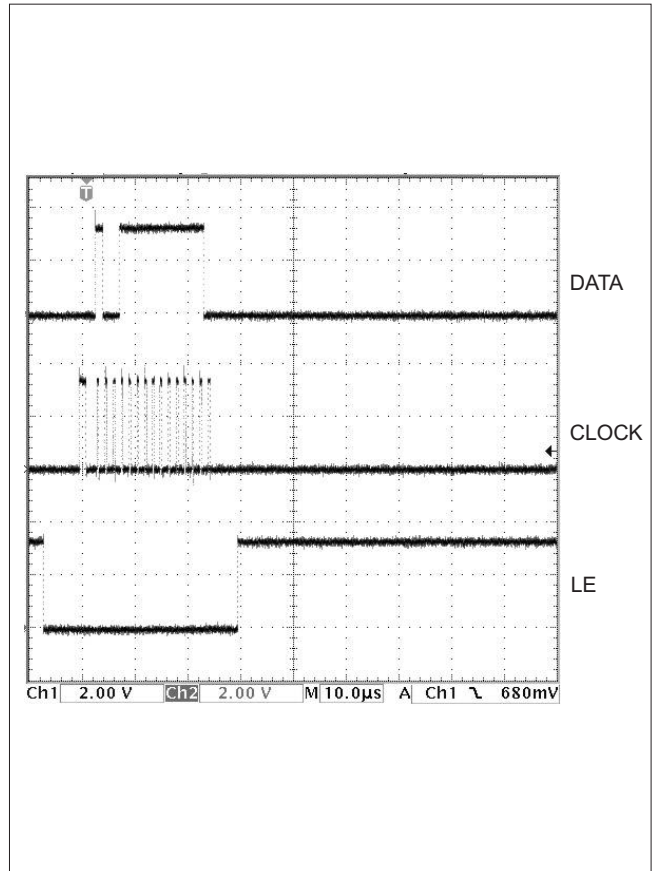 T
DATA
CLOCK
LE
Ch1 2.00 V Ch2 2.00 V M 10.0µs A Ch1 ⤵ 680mV